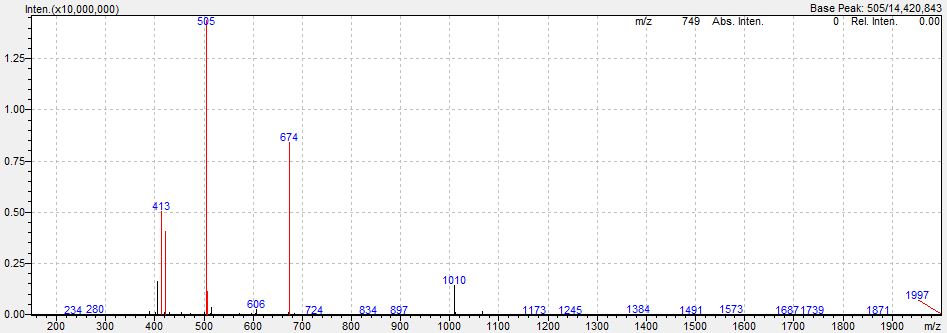 Inten.(x10,000,000) Base Peak: 505/14,420,843
m/z 749 Abs. Inten. 0 Rel. Inten. 0.00
505
1.25
1.00
0.75
674
0.50
413
0.25
1010
0.00
234 280 606 724 834 897 1173 1245 1384 1491 1573 1687 1739 1871 1997
200 300 400 500 600 700 800 900 1000 1100 1200 1300 1400 1500 1600 1700 1800 1900 m/z